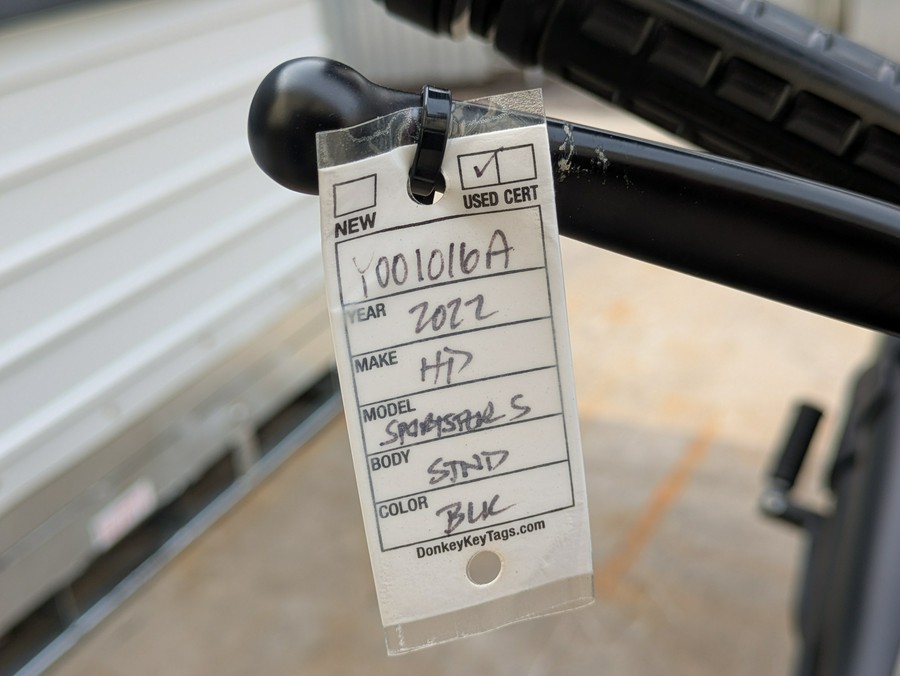 ✓
NEW USED CERT
Y001016A
YEAR 2022
MAKE HD
MODEL SPORTSTER S
BODY STND
COLOR BLK
DonkeyKeyTags.com